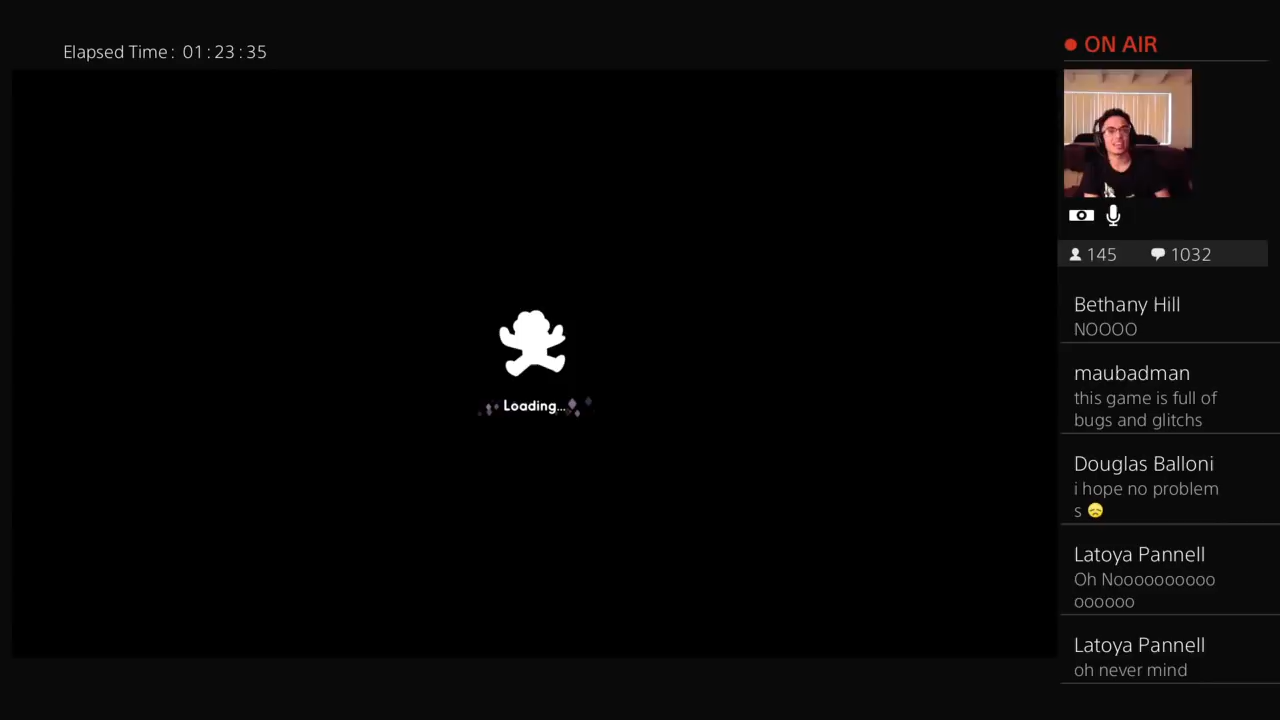 Elapsed Time: 01:23:35
ON AIR
145 1032
Bethany Hill
NOOOO
maubadman
this game is full of
bugs and glitchs
Douglas Balloni
i hope no problem
s 😞
Latoya Pannell
Oh Noooooooooo
oooooo
Latoya Pannell
oh never mind
Loading...